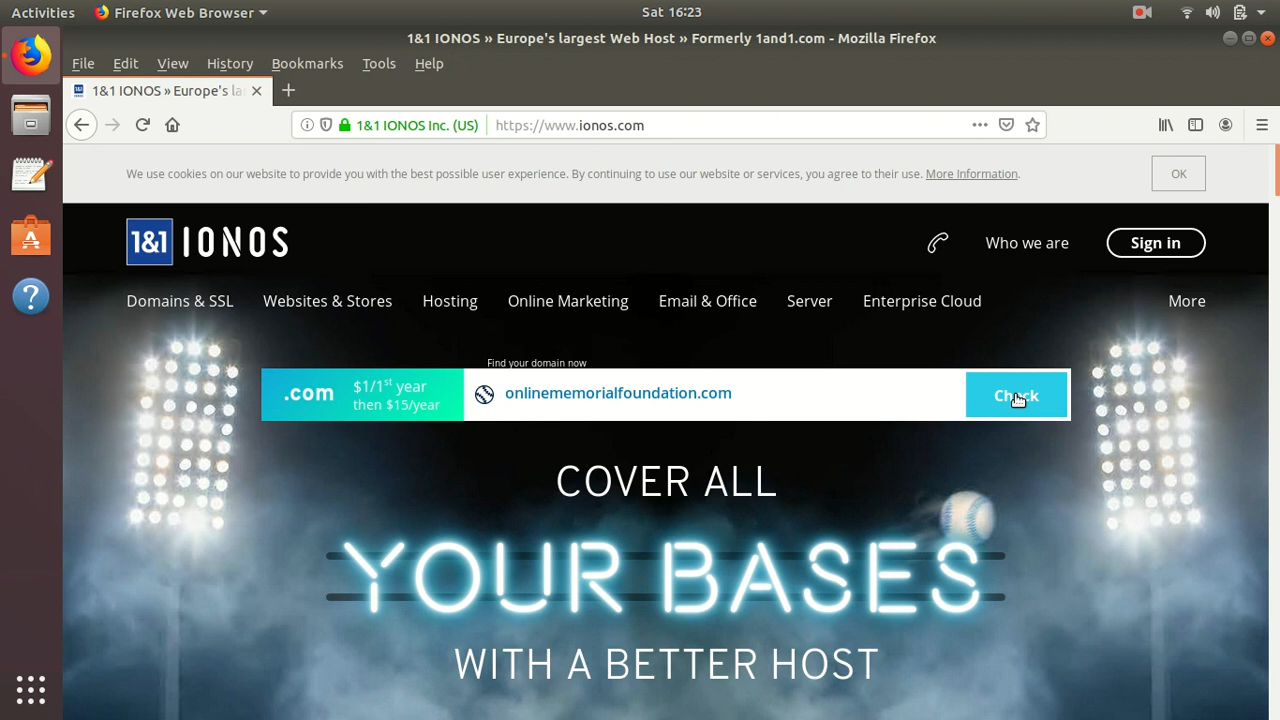 Activities
Firefox Web Browser
Sat 16:23
1&1 IONOS » Europe's largest Web Host » Formerly 1and1.com - Mozilla Firefox
File Edit View History Bookmarks Tools Help
1&1 IONOS » Europe's la
1&1 IONOS Inc. (US)
https://www.ionos.com
We use cookies on our website to provide you with the best possible user experience. By continuing to use our website or services, you agree to their use. More Information.
OK
1&1 IONOS
Who we are
Sign in
Domains & SSL Websites & Stores Hosting Online Marketing Email & Office Server Enterprise Cloud More
Find your domain now
.com
$1/1st year
then $15/year
onlinememorialfoundation.com
Check
COVER ALL
YOUR BASES
WITH A BETTER HOST